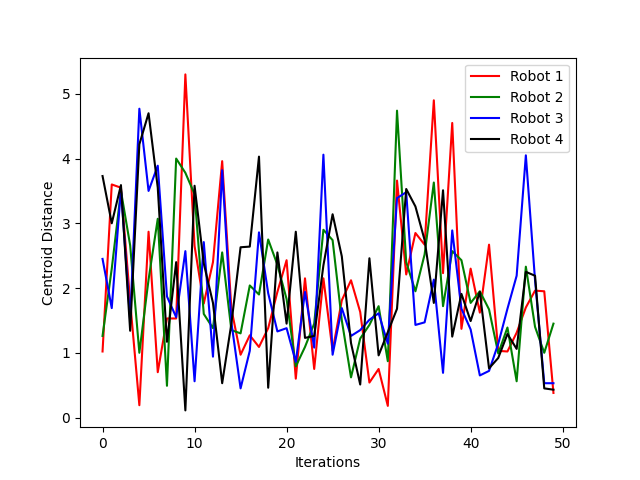 Robot 1
Robot 2
Robot 3
Robot 4
5
4
3
2
1
0
Centroid Distance
0 10 20 30 40 50
Iterations